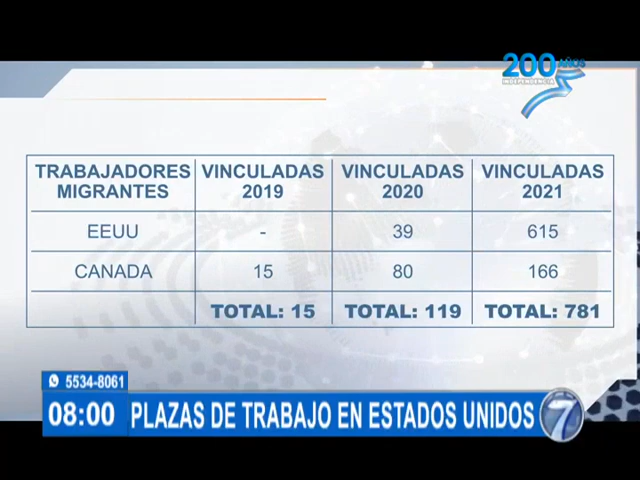 200 AÑOS
INDEPENDENCIA
TRABAJADORES MIGRANTES VINCULADAS 2019 VINCULADAS 2020 VINCULADAS 2021
EEUU - 39 615
CANADA 15 80 166
TOTAL: 15 TOTAL: 119 TOTAL: 781
5534-8061
08:00 PLAZAS DE TRABAJO EN ESTADOS UNIDOS 7